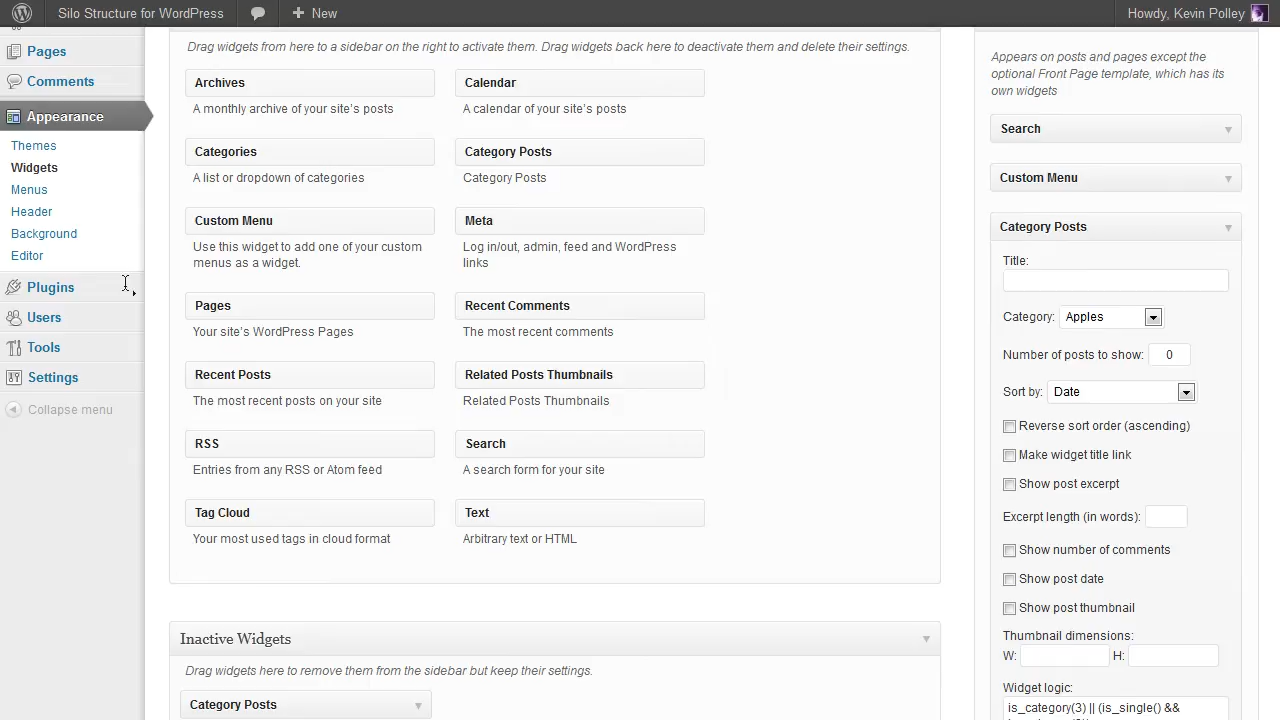 Silo Structure for WordPress
New
Howdy, Kevin Polley
Pages
Comments
Appearance
Themes
Widgets
Menus
Header
Background
Editor
Plugins
Users
Tools
Settings
Collapse menu
Drag widgets from here to a sidebar on the right to activate them. Drag widgets back here to deactivate them and delete their settings.
Archives
A monthly archive of your site's posts
Calendar
A calendar of your site's posts
Categories
A list or dropdown of categories
Category Posts
Category Posts
Custom Menu
Use this widget to add one of your custom
menus as a widget.
Meta
Log in/out, admin, feed and WordPress
links
Pages
Your site's WordPress Pages
Recent Comments
The most recent comments
Recent Posts
The most recent posts on your site
Related Posts Thumbnails
Related Posts Thumbnails
RSS
Entries from any RSS or Atom feed
Search
A search form for your site
Tag Cloud
Your most used tags in cloud format
Text
Arbitrary text or HTML
Inactive Widgets
Drag widgets here to remove them from the sidebar but keep their settings.
Category Posts
Appears on posts and pages except the
optional Front Page template, which has its
own widgets
Search
Custom Menu
Category Posts
Title:
Category: Apples
Number of posts to show: 0
Sort by: Date
Reverse sort order (ascending)
Make widget title link
Show post excerpt
Excerpt length (in words):
Show number of comments
Show post date
Show post thumbnail
Thumbnail dimensions:
W: H:
Widget logic:
is_category(3) || (is_single() &&